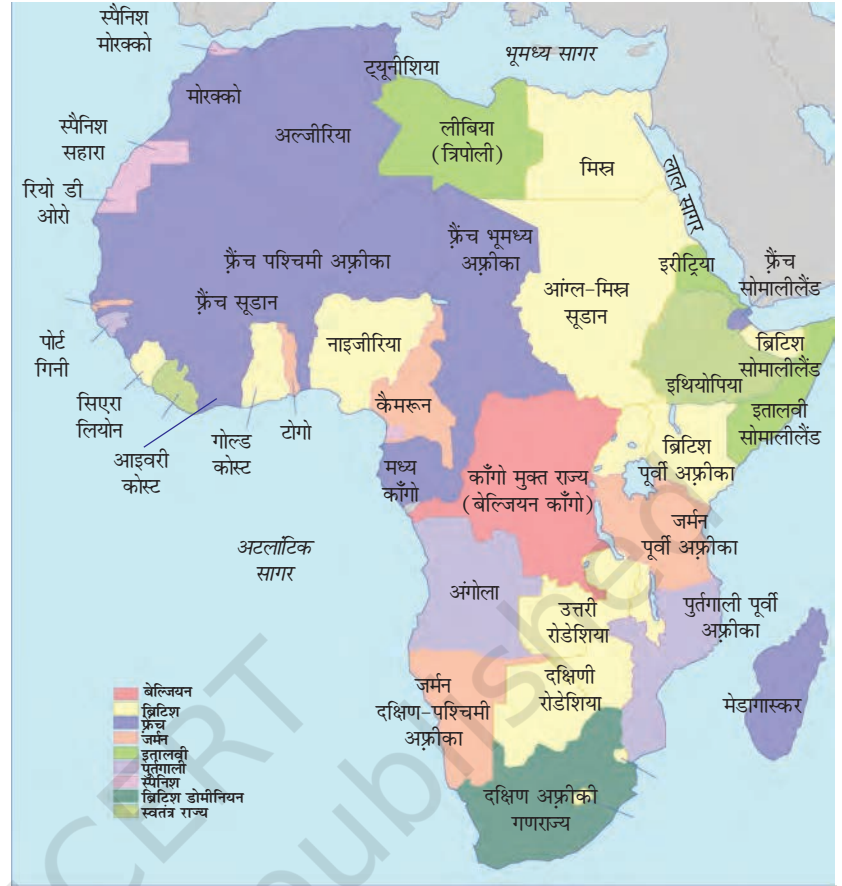 स्पैनिश
मोरक्को
भूमध्य सागर
ट्यूनीशिया
मोरक्को
अल्जीरिया
लीबिया
(त्रिपोली)
मिस्र
स्पैनिश
सहारा
लाल सागर
रियो डी
ओरो
फ़्रैंच पश्चिमी अफ़्रीका
फ़्रैंच भूमध्य
अफ़्रीका
इरीट्रिया
फ़्रैंच
सोमालीलैंड
फ़्रैंच सूडान
आंग्ल-मिस्र
सूडान
पोर्ट
गिनी
नाइजीरिया
ब्रिटिश
सोमालीलैंड
इथियोपिया
सिएरा
लियोन
आइवरी
कोस्ट
गोल्ड
कोस्ट
टोगो
कैमरून
इतालवी
सोमालीलैंड
ब्रिटिश
पूर्वी अफ़्रीका
मध्य
काँगो
काँगो मुक्त राज्य
(बेल्जियन काँगो)
जर्मन
पूर्वी अफ़्रीका
अटलांटिक
सागर
अंगोला
उत्तरी
रोडेशिया
पुर्तगाली पूर्वी
अफ़्रीका
जर्मन
दक्षिण-पश्चिमी
अफ़्रीका
दक्षिणी
रोडेशिया
मेडागास्कर
दक्षिण अफ़्रीकी
गणराज्य
बेल्जियन
ब्रिटिश
फ़्रैंच
जर्मन
इतालवी
पुर्तगाली
स्पैनिश
ब्रिटिश डोमीनियन
स्वतंत्र राज्य
CERT
published